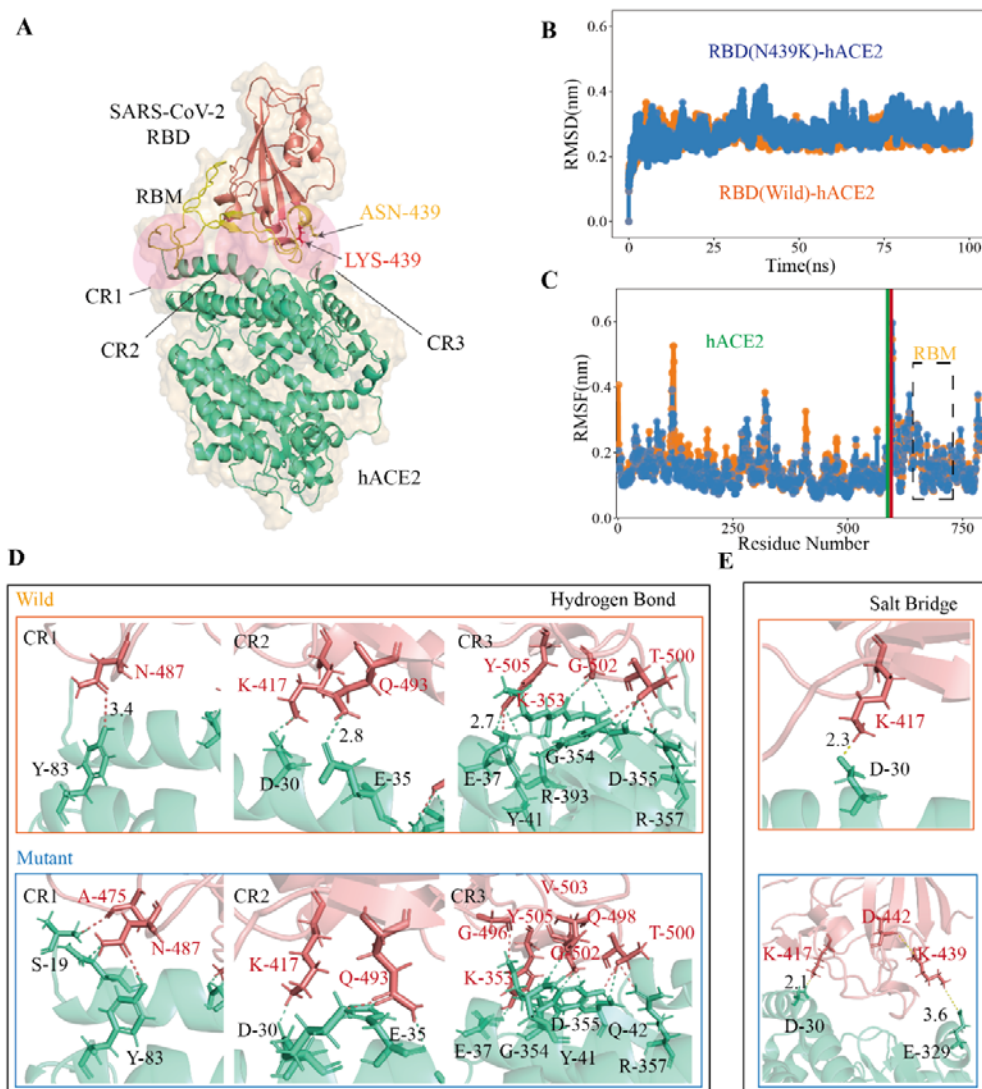 A
SARS-CoV-2
RBD
RBM
ASN-439
LYS-439
CR1
CR2
CR3
hACE2
B
RBD(N439K)-hACE2
RBD(Wild)-hACE2
RMSD(nm)
0.6
0.4
0.2
0.0
0
25
50
75
100
Time(ns)
C
hACE2
RBM
RMSF(nm)
0.6
0.4
0.2
0.0
0
250
500
750
Residue Number
D
Wild
Hydrogen Bond
CR1
N-487
3.4
Y-83
CR2
K-417
Q-493
2.8
D-30
E-35
CR3
Y-505
G-502
T-500
K-353
2.7
G-354
E-37
D-355
R-393
Y-41
R-357
Mutant
CR1
A-475
N-487
S-19
Y-83
CR2
K-417
Q-493
D-30
E-35
CR3
V-503
Y-505
Q-498
G-496
G-502
T-500
K-353
D-355
Q-42
E-37
G-354
Y-41
R-357
E
Salt Bridge
K-417
2.3
D-30
D-442
K-417
K-439
2.1
3.6
D-30
E-329